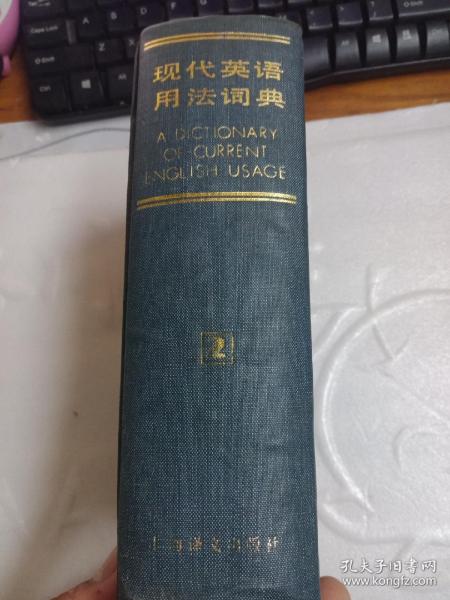 现代英语
用法词典
A DICTIONARY
OF CURRENT
ENGLISH USAGE
2
上海译文出版社
孔夫子旧书网
www.kongfz.com